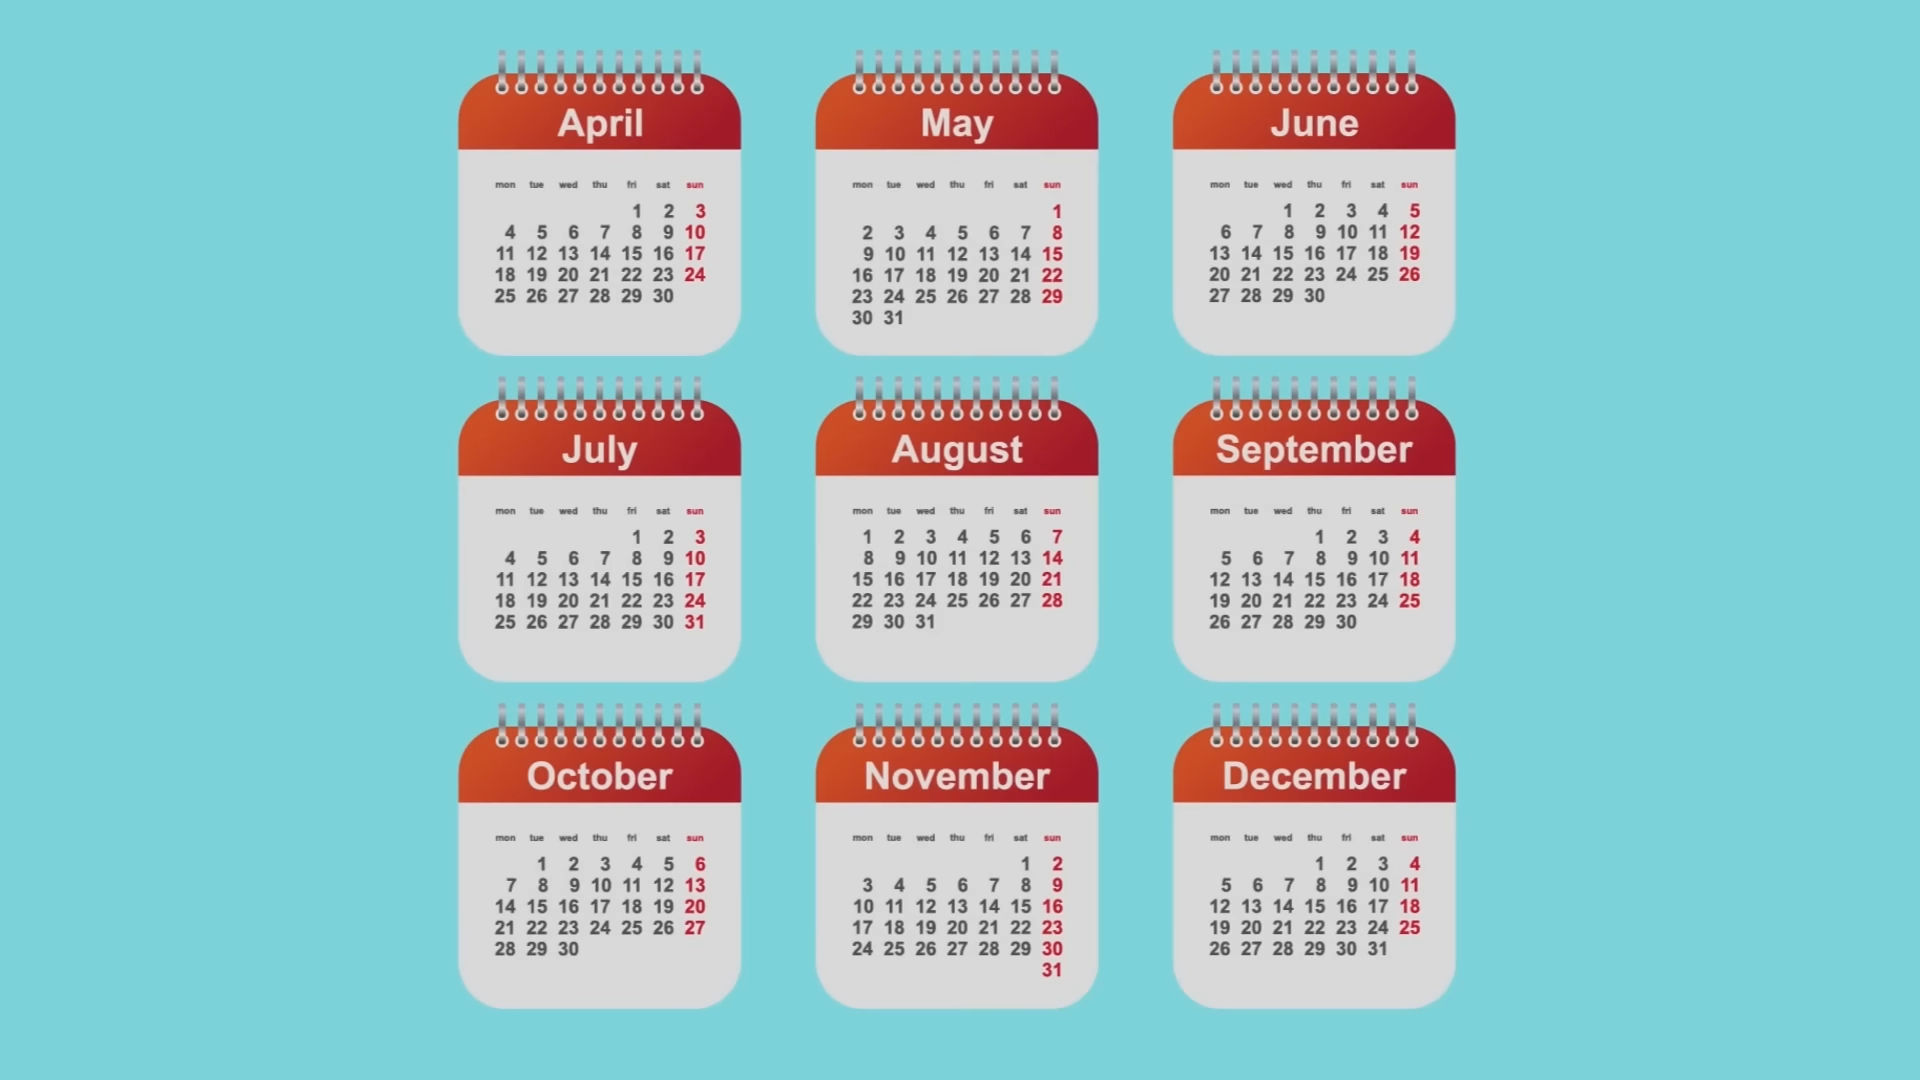 April
mon tue wed thu fri sat sun
1 2 3
4 5 6 7 8 9 10
11 12 13 14 15 16 17
18 19 20 21 22 23 24
25 26 27 28 29 30
May
mon tue wed thu fri sat sun
1
2 3 4 5 6 7 8
9 10 11 12 13 14 15
16 17 18 19 20 21 22
23 24 25 26 27 28 29
30 31
June
mon tue wed thu fri sat sun
1 2 3 4 5
6 7 8 9 10 11 12
13 14 15 16 17 18 19
20 21 22 23 24 25 26
27 28 29 30
July
mon tue wed thu fri sat sun
1 2 3
4 5 6 7 8 9 10
11 12 13 14 15 16 17
18 19 20 21 22 23 24
25 26 27 28 29 30 31
August
mon tue wed thu fri sat sun
1 2 3 4 5 6 7
8 9 10 11 12 13 14
15 16 17 18 19 20 21
22 23 24 25 26 27 28
29 30 31
September
mon tue wed thu fri sat sun
1 2 3 4
5 6 7 8 9 10 11
12 13 14 15 16 17 18
19 20 21 22 23 24 25
26 27 28 29 30
October
mon tue wed thu fri sat sun
1 2 3 4 5 6
7 8 9 10 11 12 13
14 15 16 17 18 19 20
21 22 23 24 25 26 27
28 29 30
November
mon tue wed thu fri sat sun
1 2
3 4 5 6 7 8 9
10 11 12 13 14 15 16
17 18 19 20 21 22 23
24 25 26 27 28 29 30
31
December
mon tue wed thu fri sat sun
1 2 3 4
5 6 7 8 9 10 11
12 13 14 15 16 17 18
19 20 21 22 23 24 25
26 27 28 29 30 31